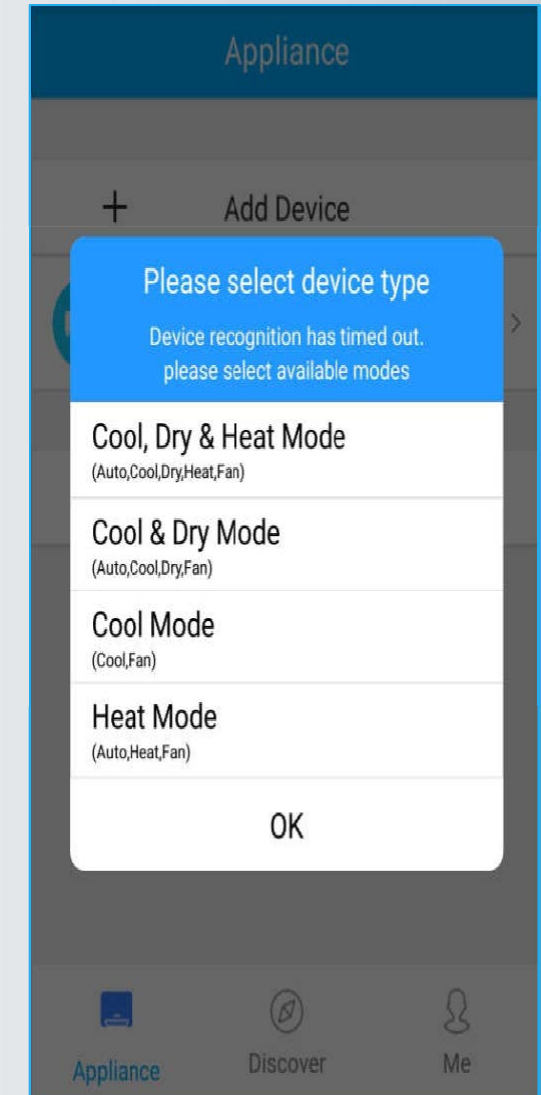 Appliance
+ Add Device
Please select device type
Device recognition has timed out.
please select available modes
Cool, Dry & Heat Mode
(Auto,Cool,Dry,Heat,Fan)
Cool & Dry Mode
(Auto,Cool,Dry,Fan)
Cool Mode
(Cool,Fan)
Heat Mode
(Auto,Heat,Fan)
OK
Appliance Discover Me